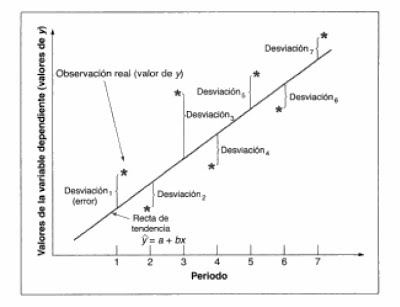 Valores de la variable dependiente (valores de y)
Observación real (valor de y)
Desviación₇
Desviación₅
Desviación₃
Desviación₆
Desviación₄
Desviación₁
(error)
Desviación₂
Recta de
tendencia
ŷ = a + bx
1 2 3 4 5 6 7
Periodo